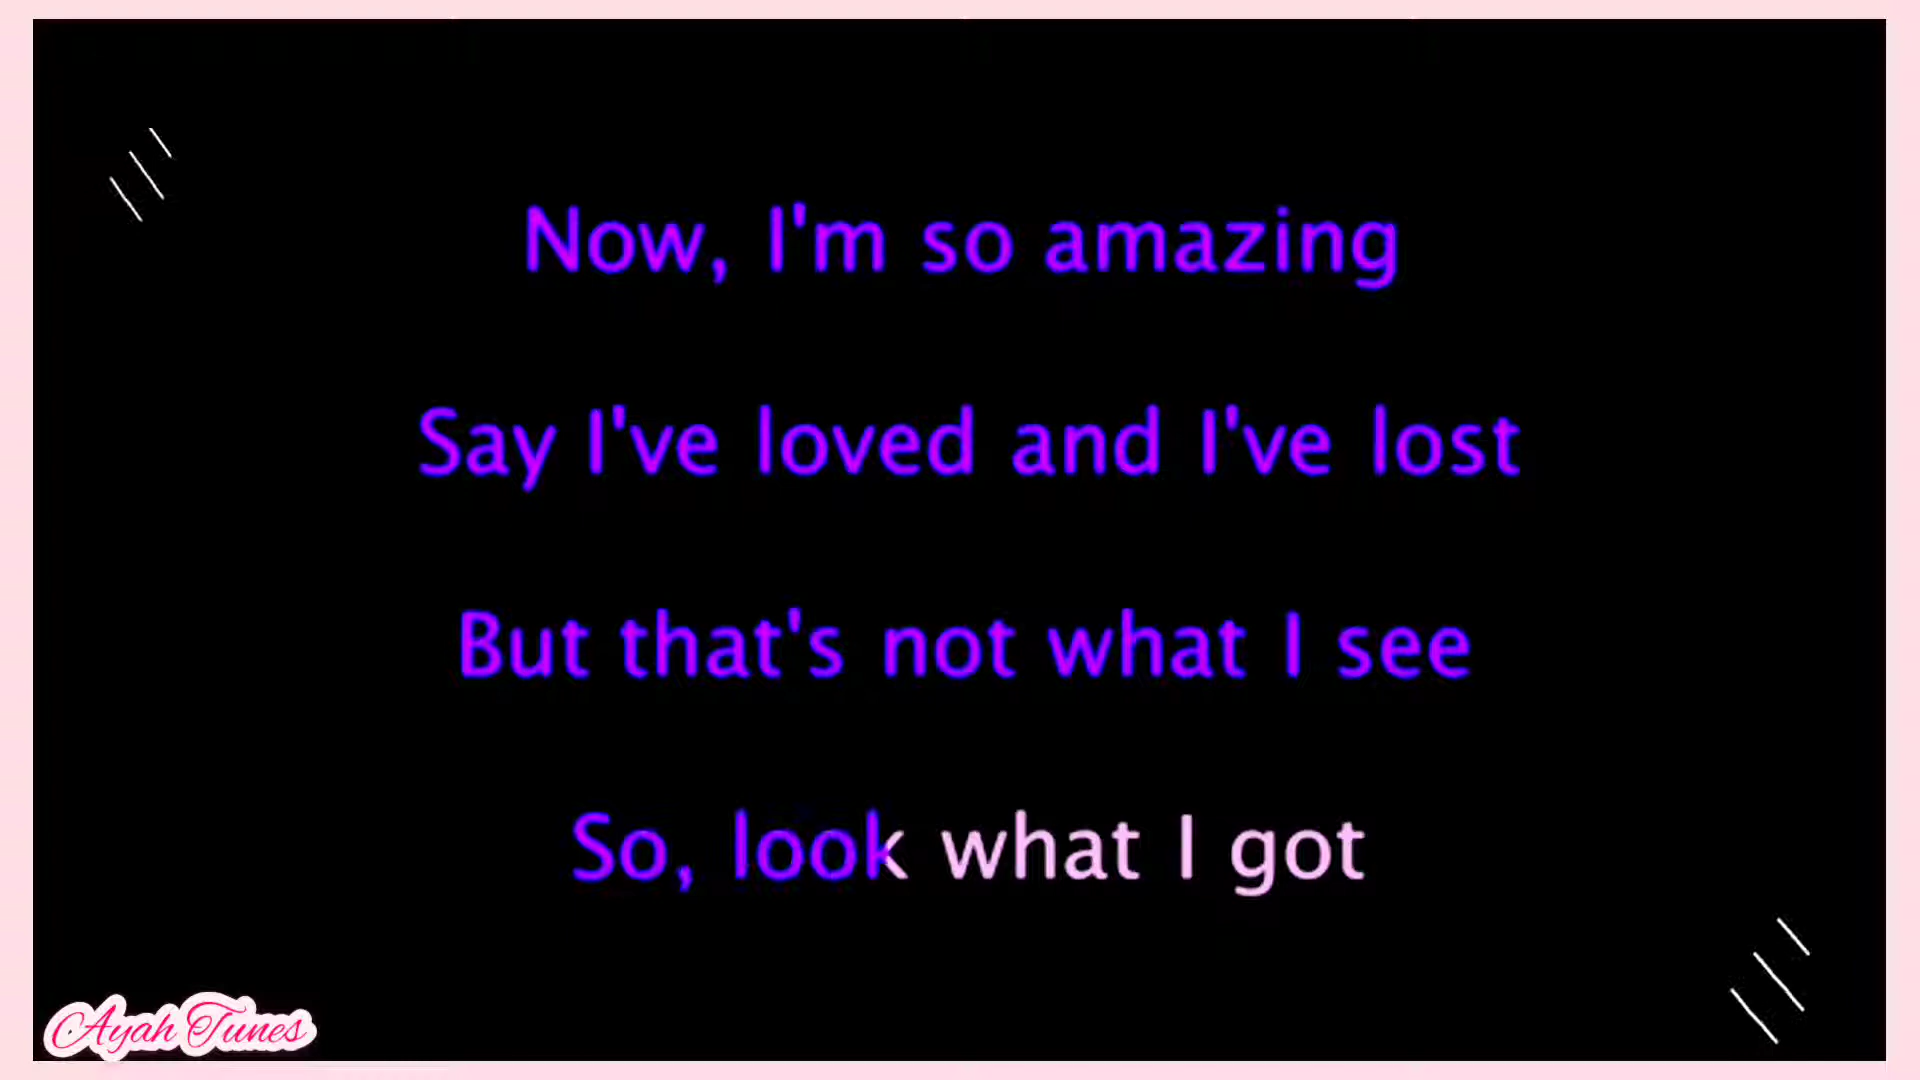 Now, I'm so amazing
Say I've loved and I've lost
But that's not what I see
So, look what I got
Ayah Tunes